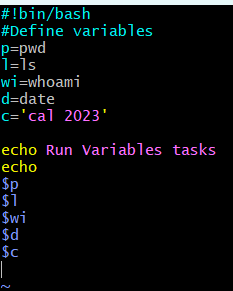 #!bin/bash
#Define variables
p=pwd
l=ls
wi=whoami
d=date
c='cal 2023'
echo Run Variables tasks
echo
$p
$l
$wi
$d
$c
~